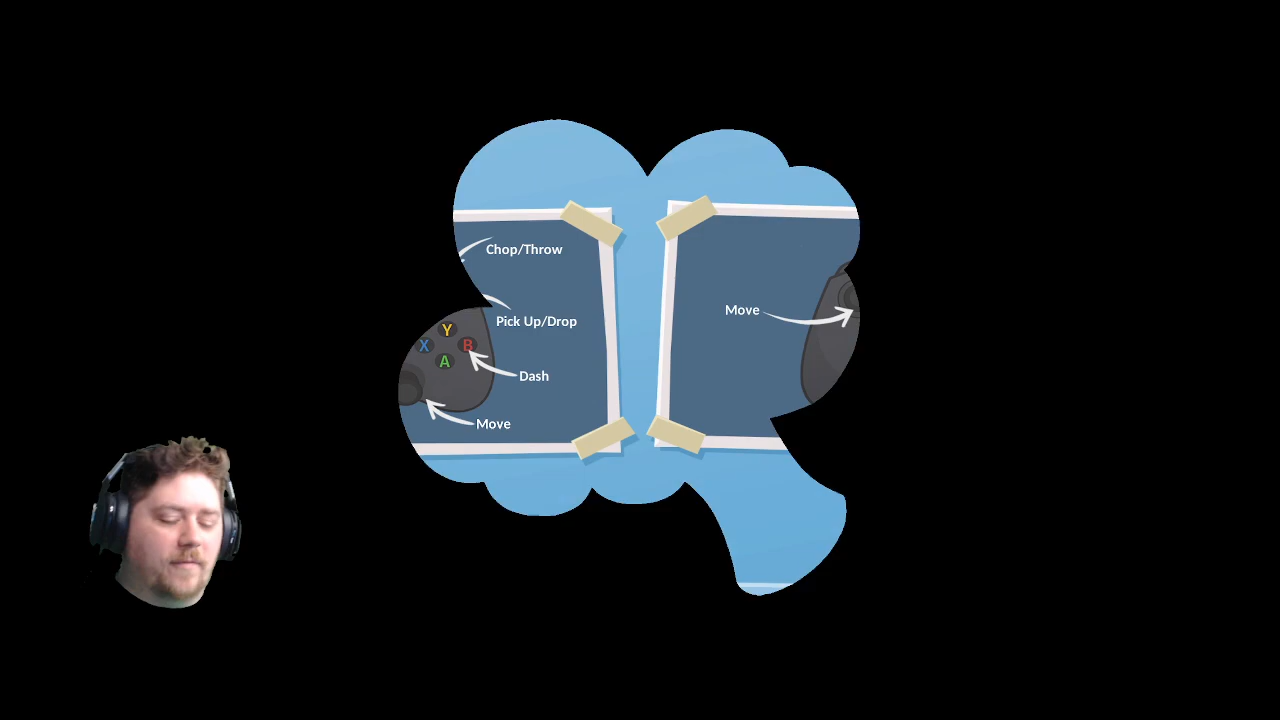 Chop/Throw
Pick Up/Drop
Y
X
B
A
Dash
Move
Move